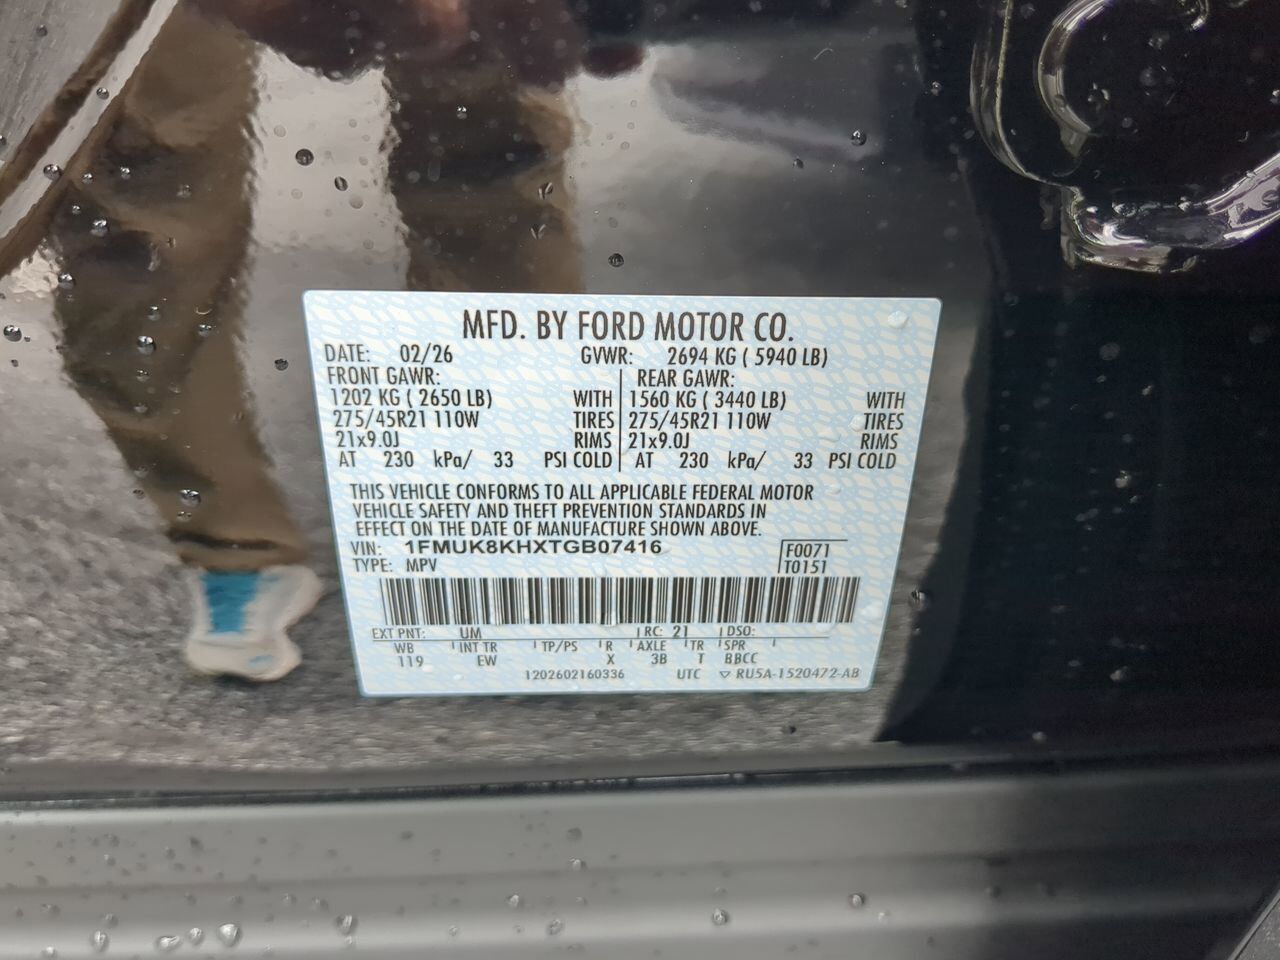 MFD. BY FORD MOTOR CO.
DATE: 02/26 GVWR: 2694 KG ( 5940 LB)
FRONT GAWR: REAR GAWR:
1202 KG ( 2650 LB) WITH 1560 KG ( 3440 LB) WITH
275/45R21 110W TIRES 275/45R21 110W TIRES
21x9.0J RIMS 21x9.0J RIMS
AT 230 kPa/ 33 PSI COLD AT 230 kPa/ 33 PSI COLD
THIS VEHICLE CONFORMS TO ALL APPLICABLE FEDERAL MOTOR
VEHICLE SAFETY AND THEFT PREVENTION STANDARDS IN
EFFECT ON THE DATE OF MANUFACTURE SHOWN ABOVE.
VIN: 1FMUK8KHXTGB07416 F0071
TYPE: MPV T0151
EXT PNT: UM RC: 21 DSO:
WB INT TR TP/PS R AXLE TR SPR
119 EW X 3B T BBCC
1202602160336 UTC ▽ RU5A-1520472-AB